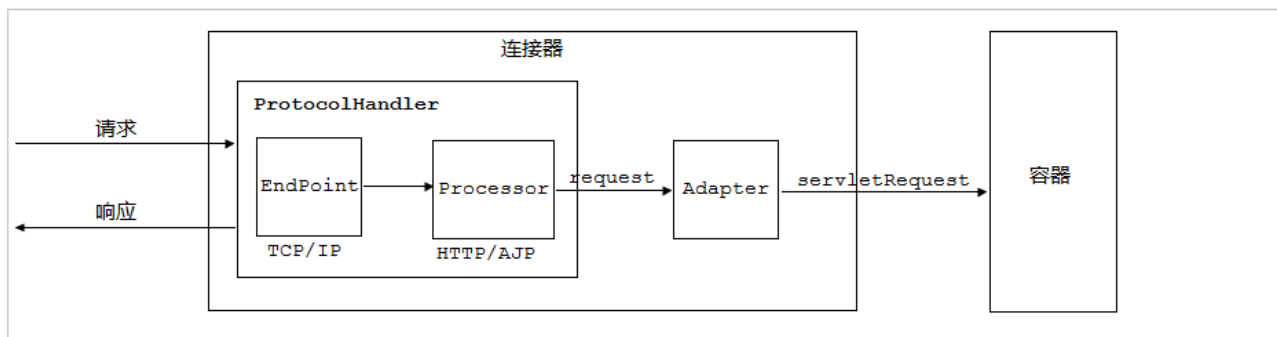 连接器
ProtocolHandler
请求
EndPoint
Processor
request
Adapter
servletRequest
容器
响应
TCP/IP
HTTP/AJP